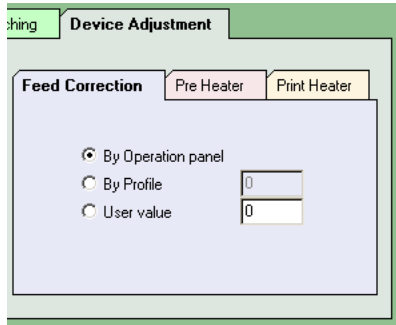 ching Device Adjustment
Feed Correction Pre Heater Print Heater
By Operation panel
By Profile 0
User value 0